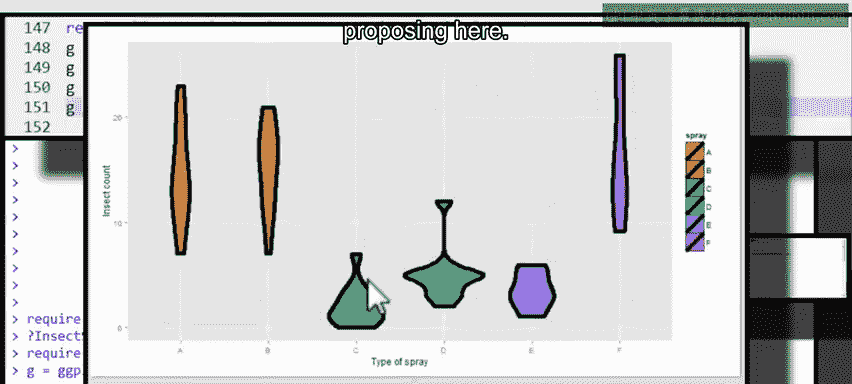 proposing here.
147 re
148 g
149 g
150 g
151 g
152
spray
A
B
C
D
E
F
Insect count
20
10
0
A B C D E F
Type of spray
>
>
>
>
>
>
>
>
>
>
> require
> ?Insect
> require
> g = ggp